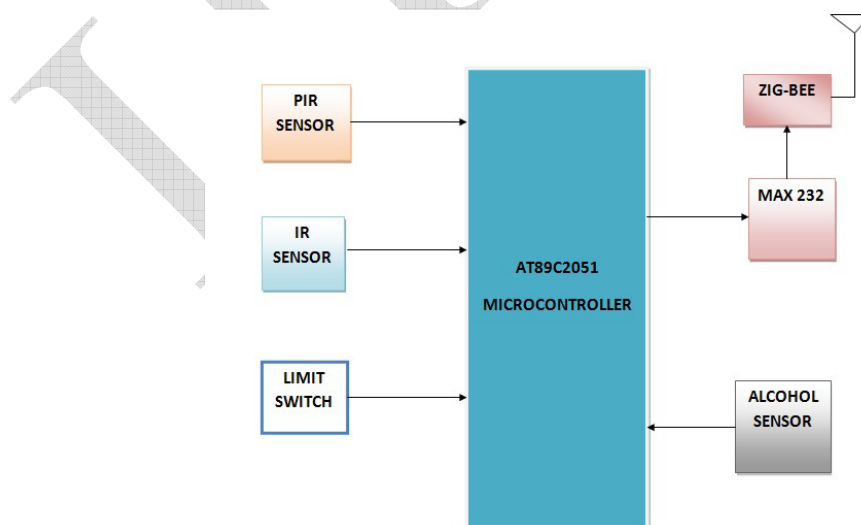 PIR
SENSOR
IR
SENSOR
LIMIT
SWITCH
AT89C2051
MICROCONTROLLER
ZIG-BEE
MAX 232
ALCOHOL
SENSOR